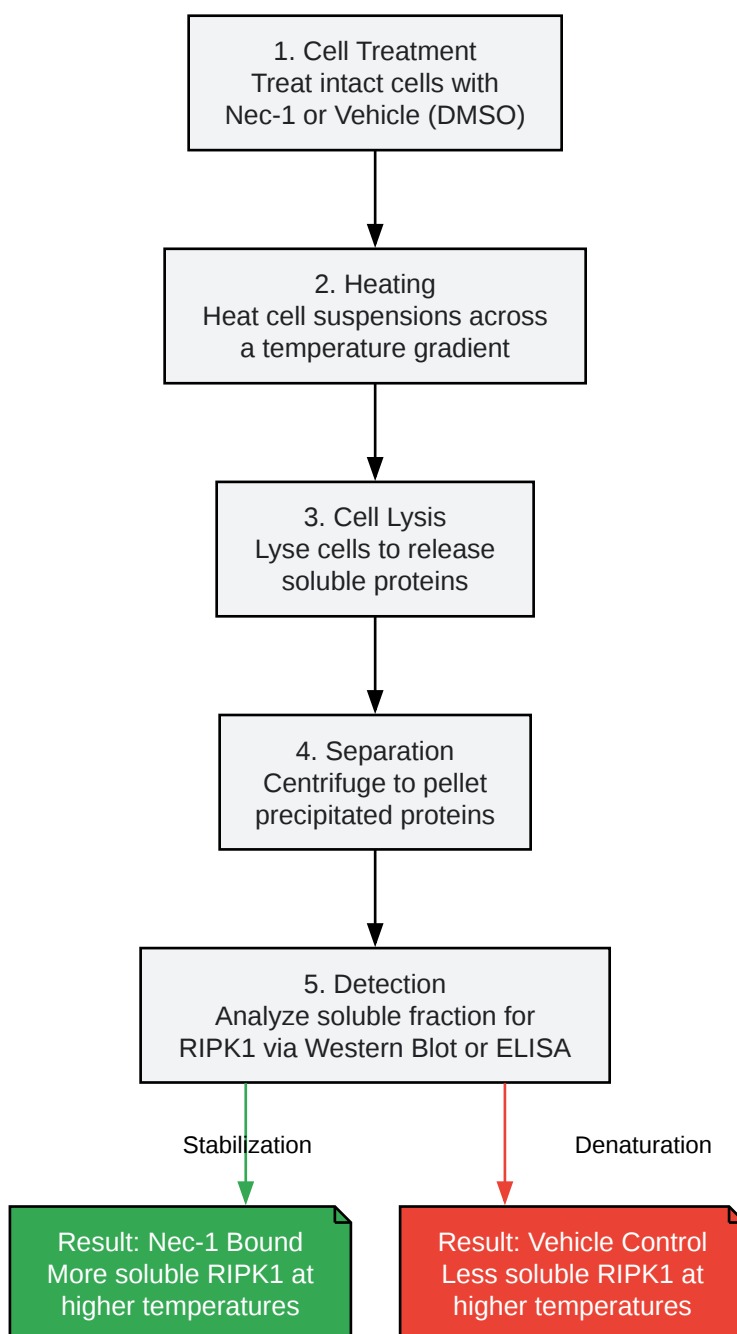 1. Cell Treatment
Treat intact cells with
Nec-1 or Vehicle (DMSO)
2. Heating
Heat cell suspensions across
a temperature gradient
3. Cell Lysis
Lyse cells to release
soluble proteins
4. Separation
Centrifuge to pellet
precipitated proteins
5. Detection
Analyze soluble fraction for
RIPK1 via Western Blot or ELISA
Stabilization
Denaturation
Result: Nec-1 Bound
More soluble RIPK1 at
higher temperatures
Result: Vehicle Control
Less soluble RIPK1 at
higher temperatures